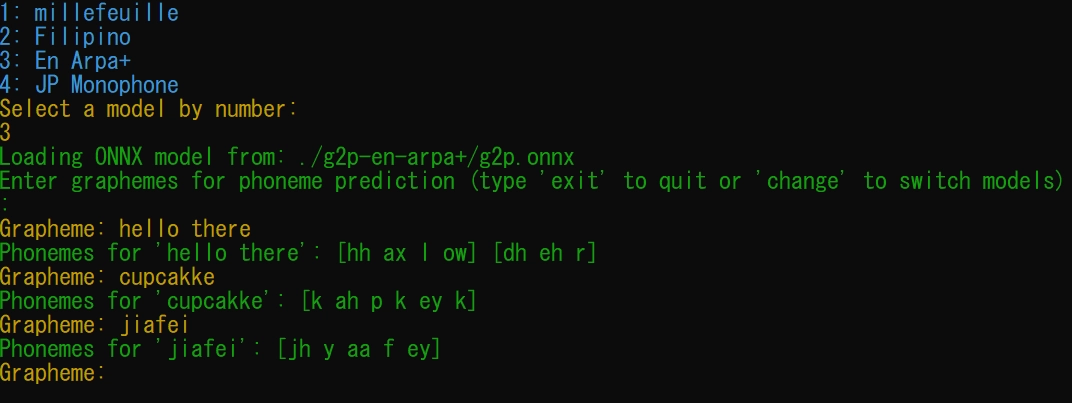 1: millefeuille
2: Filipino
3: En Arpa+
4: JP Monophone
Select a model by number:
3
Loading ONNX model from: ./g2p-en-arpa+/g2p.onnx
Enter graphemes for phoneme prediction (type 'exit' to quit or 'change' to switch models)
:
Grapheme: hello there
Phonemes for 'hello there': [hh ax l ow] [dh eh r]
Grapheme: cupcakke
Phonemes for 'cupcakke': [k ah p k ey k]
Grapheme: jiafei
Phonemes for 'jiafei': [jh y aa f ey]
Grapheme: